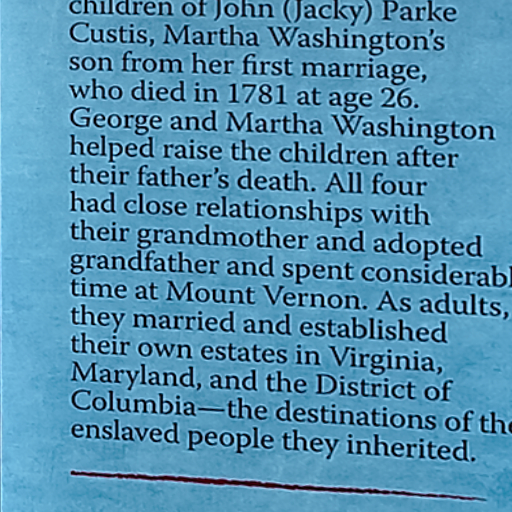 children of John (Jacky) Parke
Custis, Martha Washington's
son from her first marriage,
who died in 1781 at age 26.
George and Martha Washington
helped raise the children after
their father's death. All four
had close relationships with
their grandmother and adopted
grandfather and spent considerabl
time at Mount Vernon. As adults,
they married and established
their own estates in Virginia,
Maryland, and the District of
Columbia—the destinations of the
enslaved people they inherited.